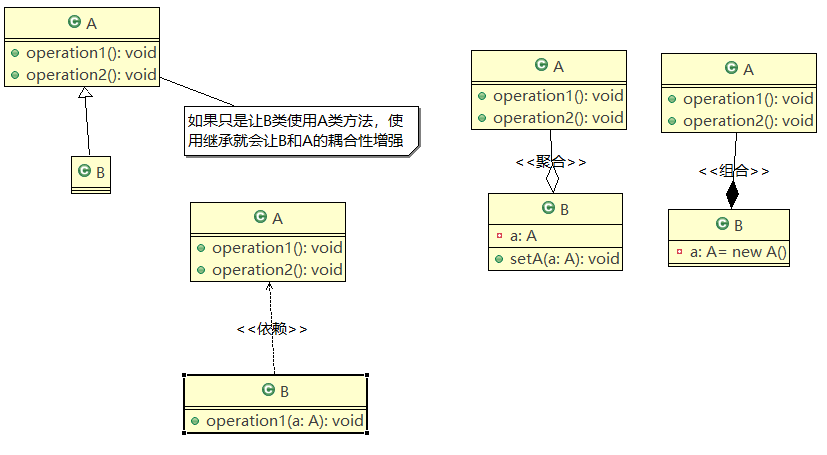 A
operation1(): void
operation2(): void
如果只是让B类使用A类方法，使
用继承就会让B和A的耦合性增强
B
A
operation1(): void
operation2(): void
<<依赖>>
B
operation1(a: A): void
A
operation1(): void
operation2(): void
<<聚合>>
B
a: A
setA(a: A): void
A
operation1(): void
operation2(): void
<<组合>>
B
a: A= new A()